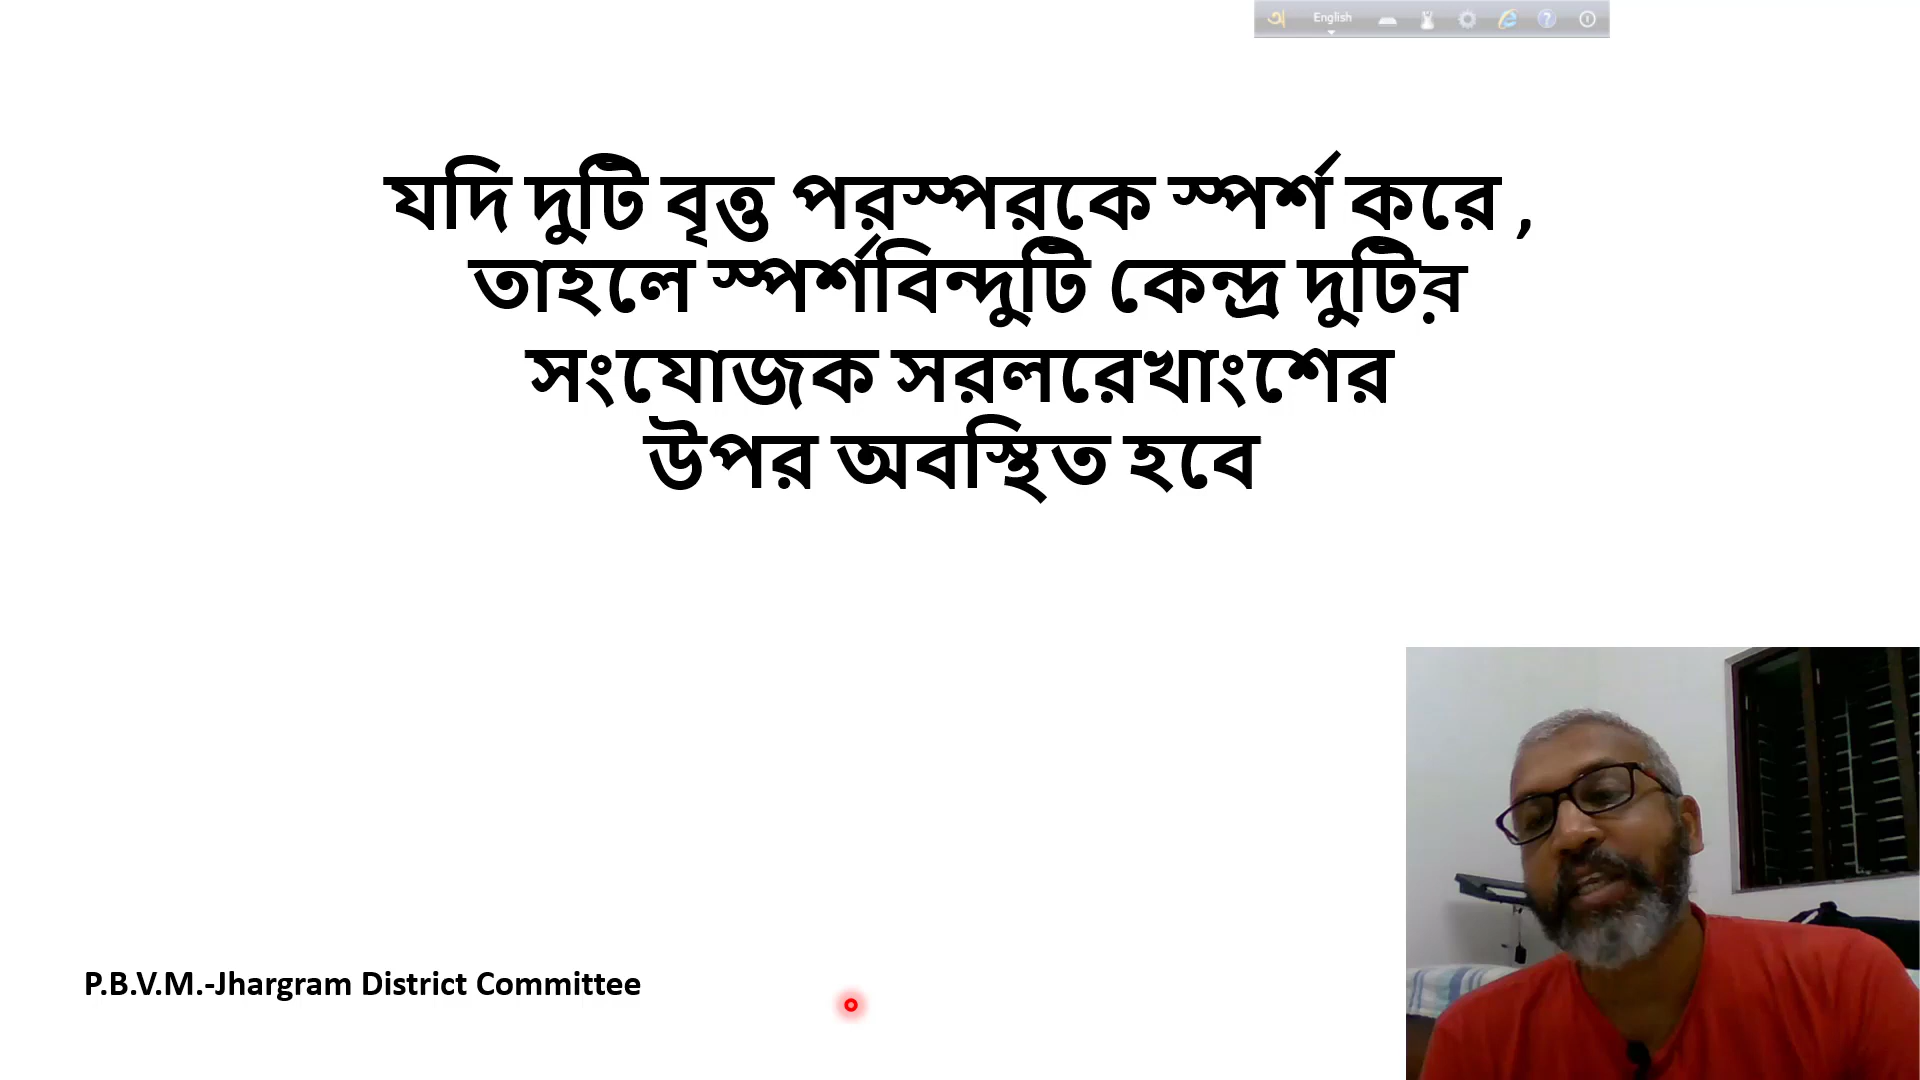 English
যদি দুটি বৃত্ত পরস্পরকে স্পর্শ করে ,
তাহলে স্পর্শবিন্দুটি কেন্দ্র দুটির
সংযোজক সরলরেখাংশের
উপর অবস্থিত হবে
P.B.V.M.-Jhargram District Committee